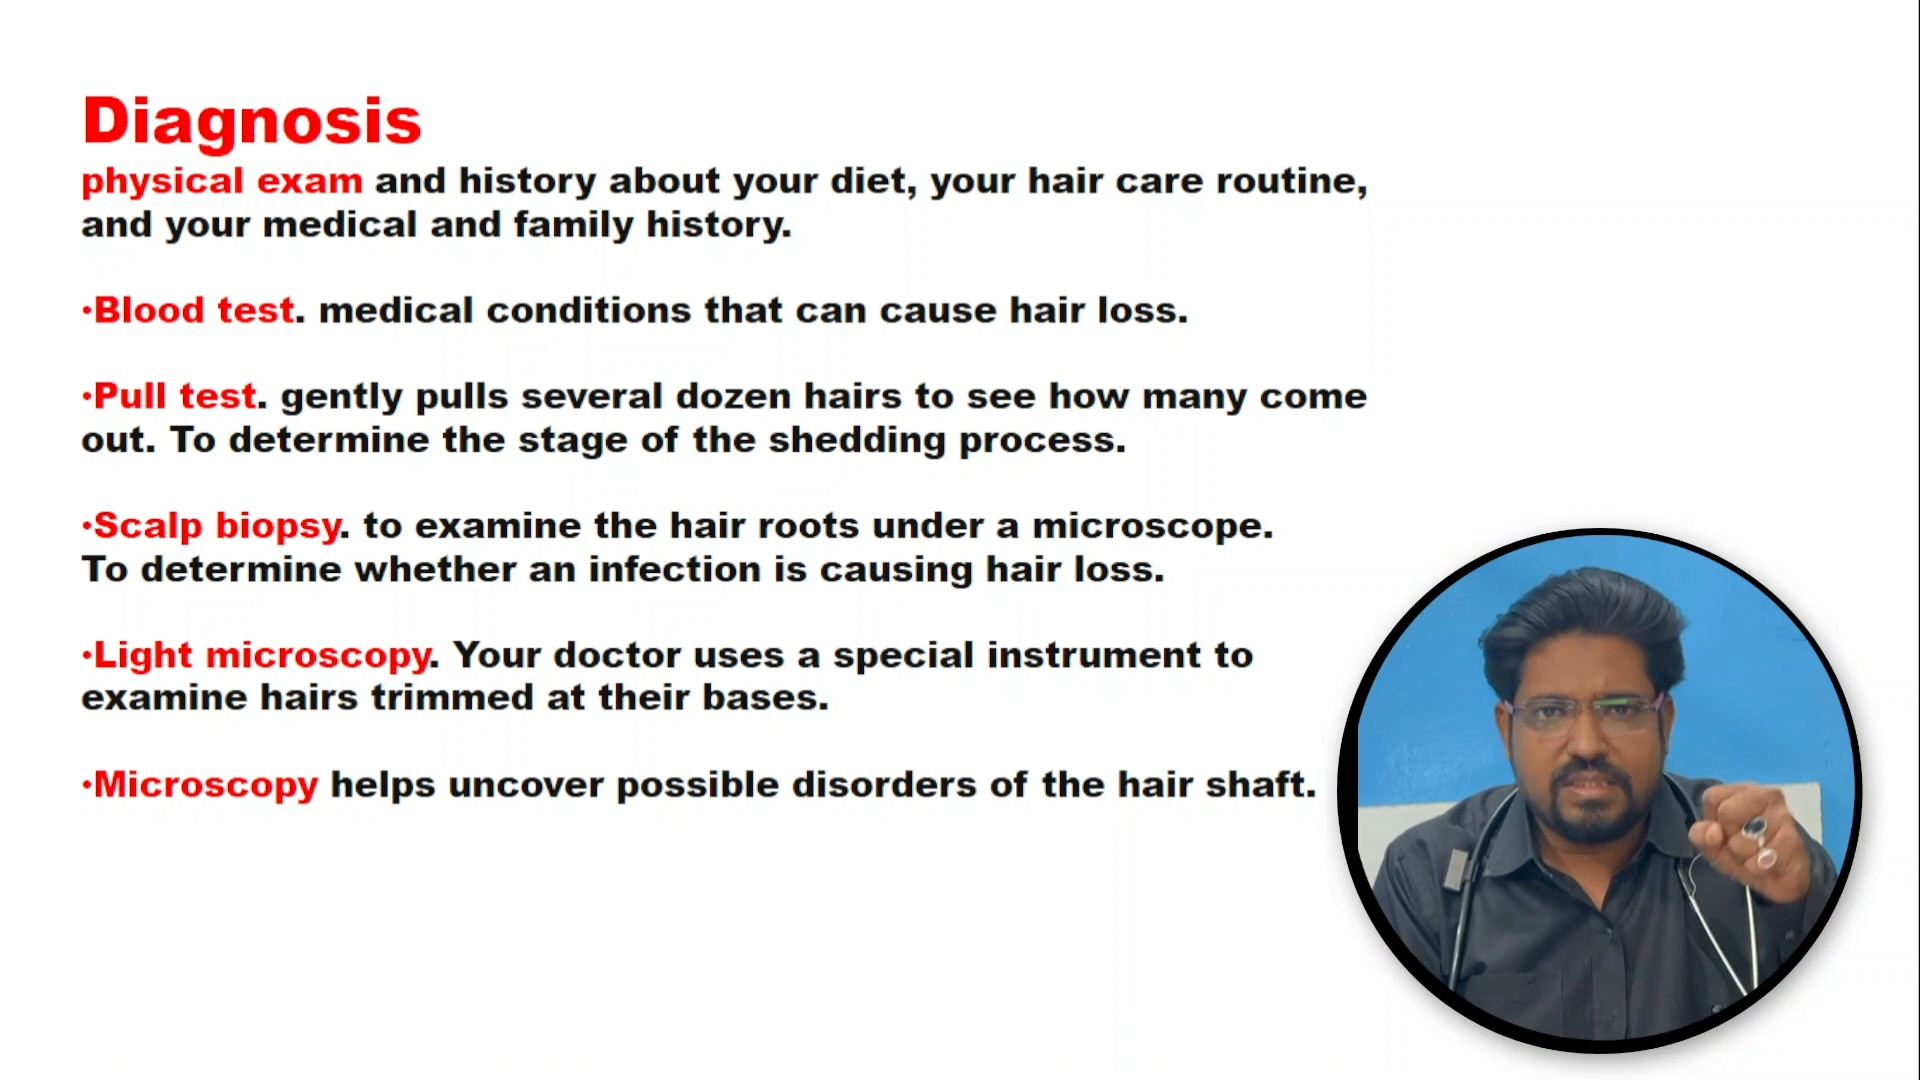 Diagnosis
physical exam and history about your diet, your hair care routine,
and your medical and family history.
•Blood test. medical conditions that can cause hair loss.
•Pull test. gently pulls several dozen hairs to see how many come
out. To determine the stage of the shedding process.
•Scalp biopsy. to examine the hair roots under a microscope.
To determine whether an infection is causing hair loss.
•Light microscopy. Your doctor uses a special instrument to
examine hairs trimmed at their bases.
•Microscopy helps uncover possible disorders of the hair shaft.